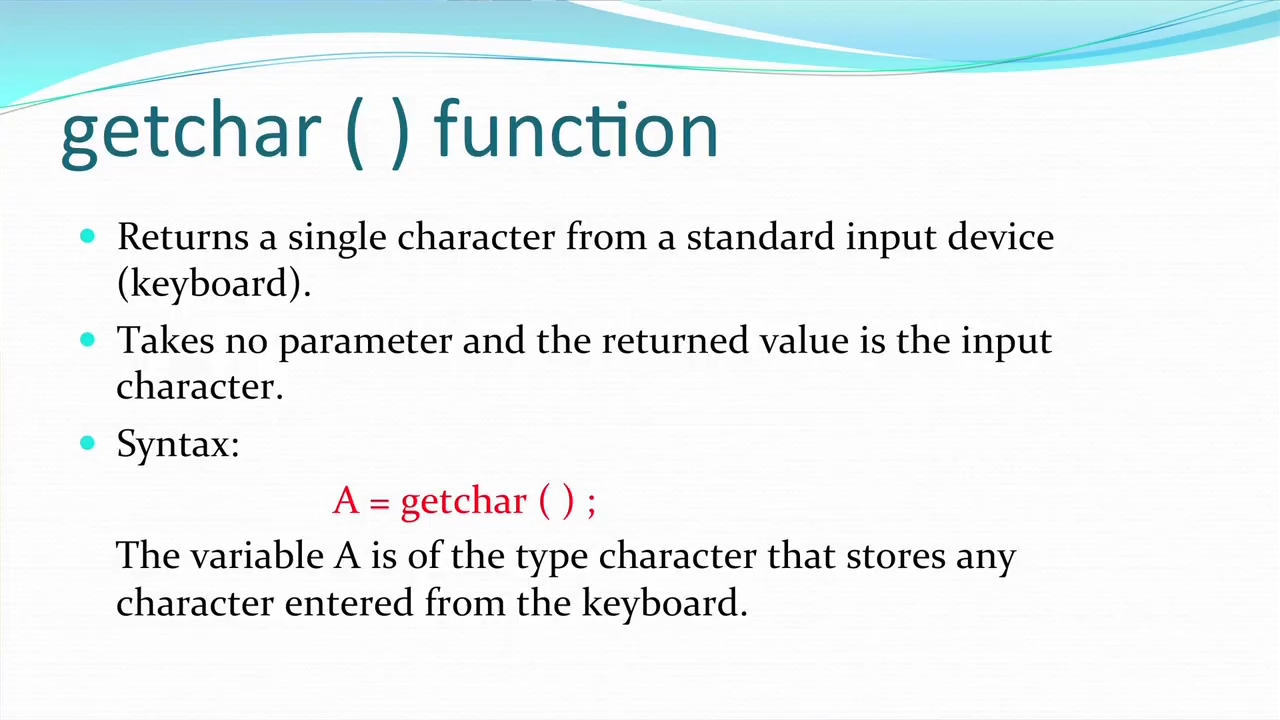 getchar ( ) function
• Returns a single character from a standard input device
(keyboard).
• Takes no parameter and the returned value is the input
character.
• Syntax:
A = getchar ( ) ;
The variable A is of the type character that stores any
character entered from the keyboard.